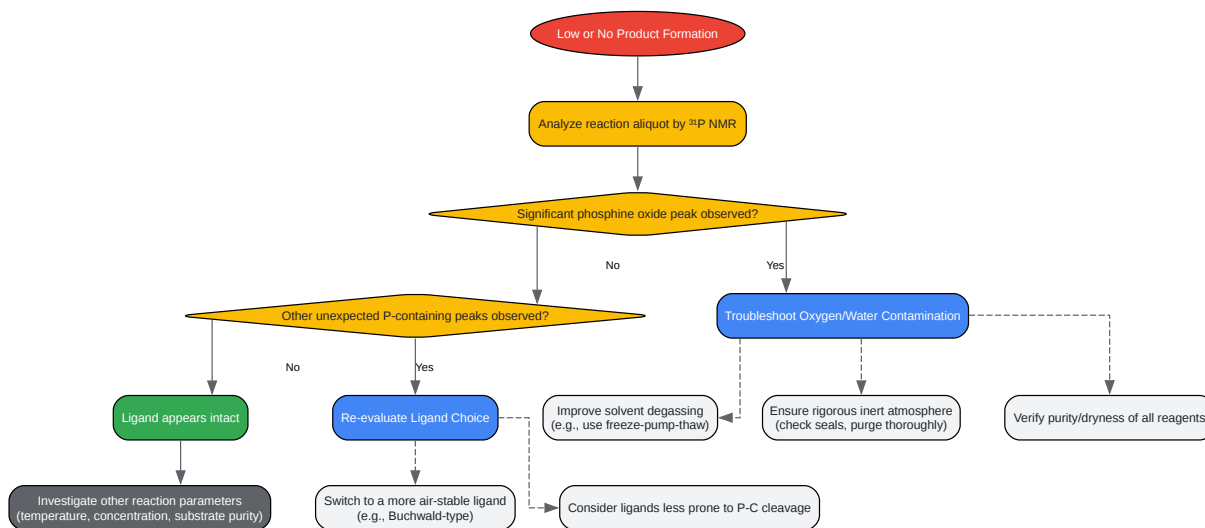 Low or No Product Formation
Analyze reaction aliquot by ³¹P NMR
Significant phosphine oxide peak observed?
No
Yes
Other unexpected P-containing peaks observed?
Troubleshoot Oxygen/Water Contamination
No
Yes
Ligand appears intact
Re-evaluate Ligand Choice
Improve solvent degassing
(e.g., use freeze-pump-thaw)
Ensure rigorous inert atmosphere
(check seals, purge thoroughly)
Verify purity/dryness of all reagents
Investigate other reaction parameters
(temperature, concentration, substrate purity)
Switch to a more air-stable ligand
(e.g., Buchwald-type)
Consider ligands less prone to P-C cleavage